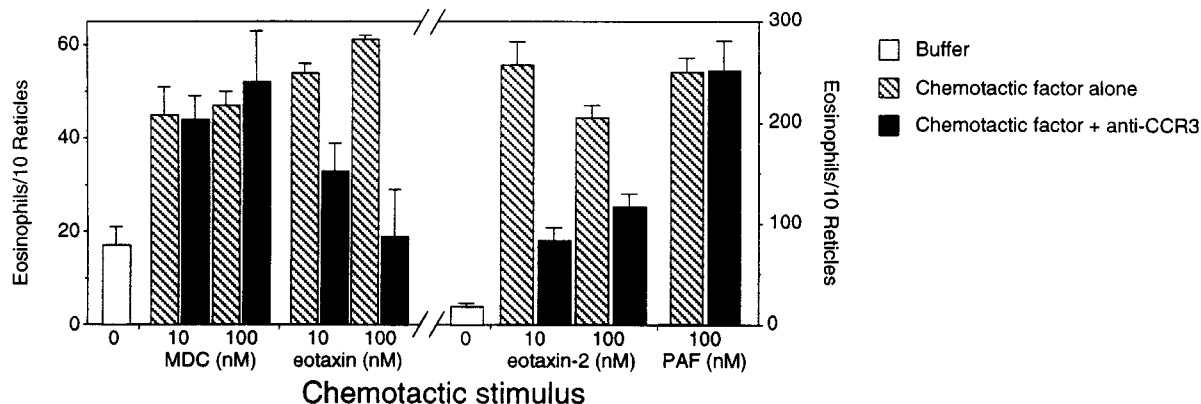 60
40
20
0
Eosinophils/10 Reticles
300
200
100
0
Eosinophils/10 Reticles
Buffer
Chemotactic factor alone
Chemotactic factor + anti-CCR3
0 10 100 10 100 0 10 100 100
MDC (nM) eotaxin (nM) eotaxin-2 (nM) PAF (nM)
Chemotactic stimulus